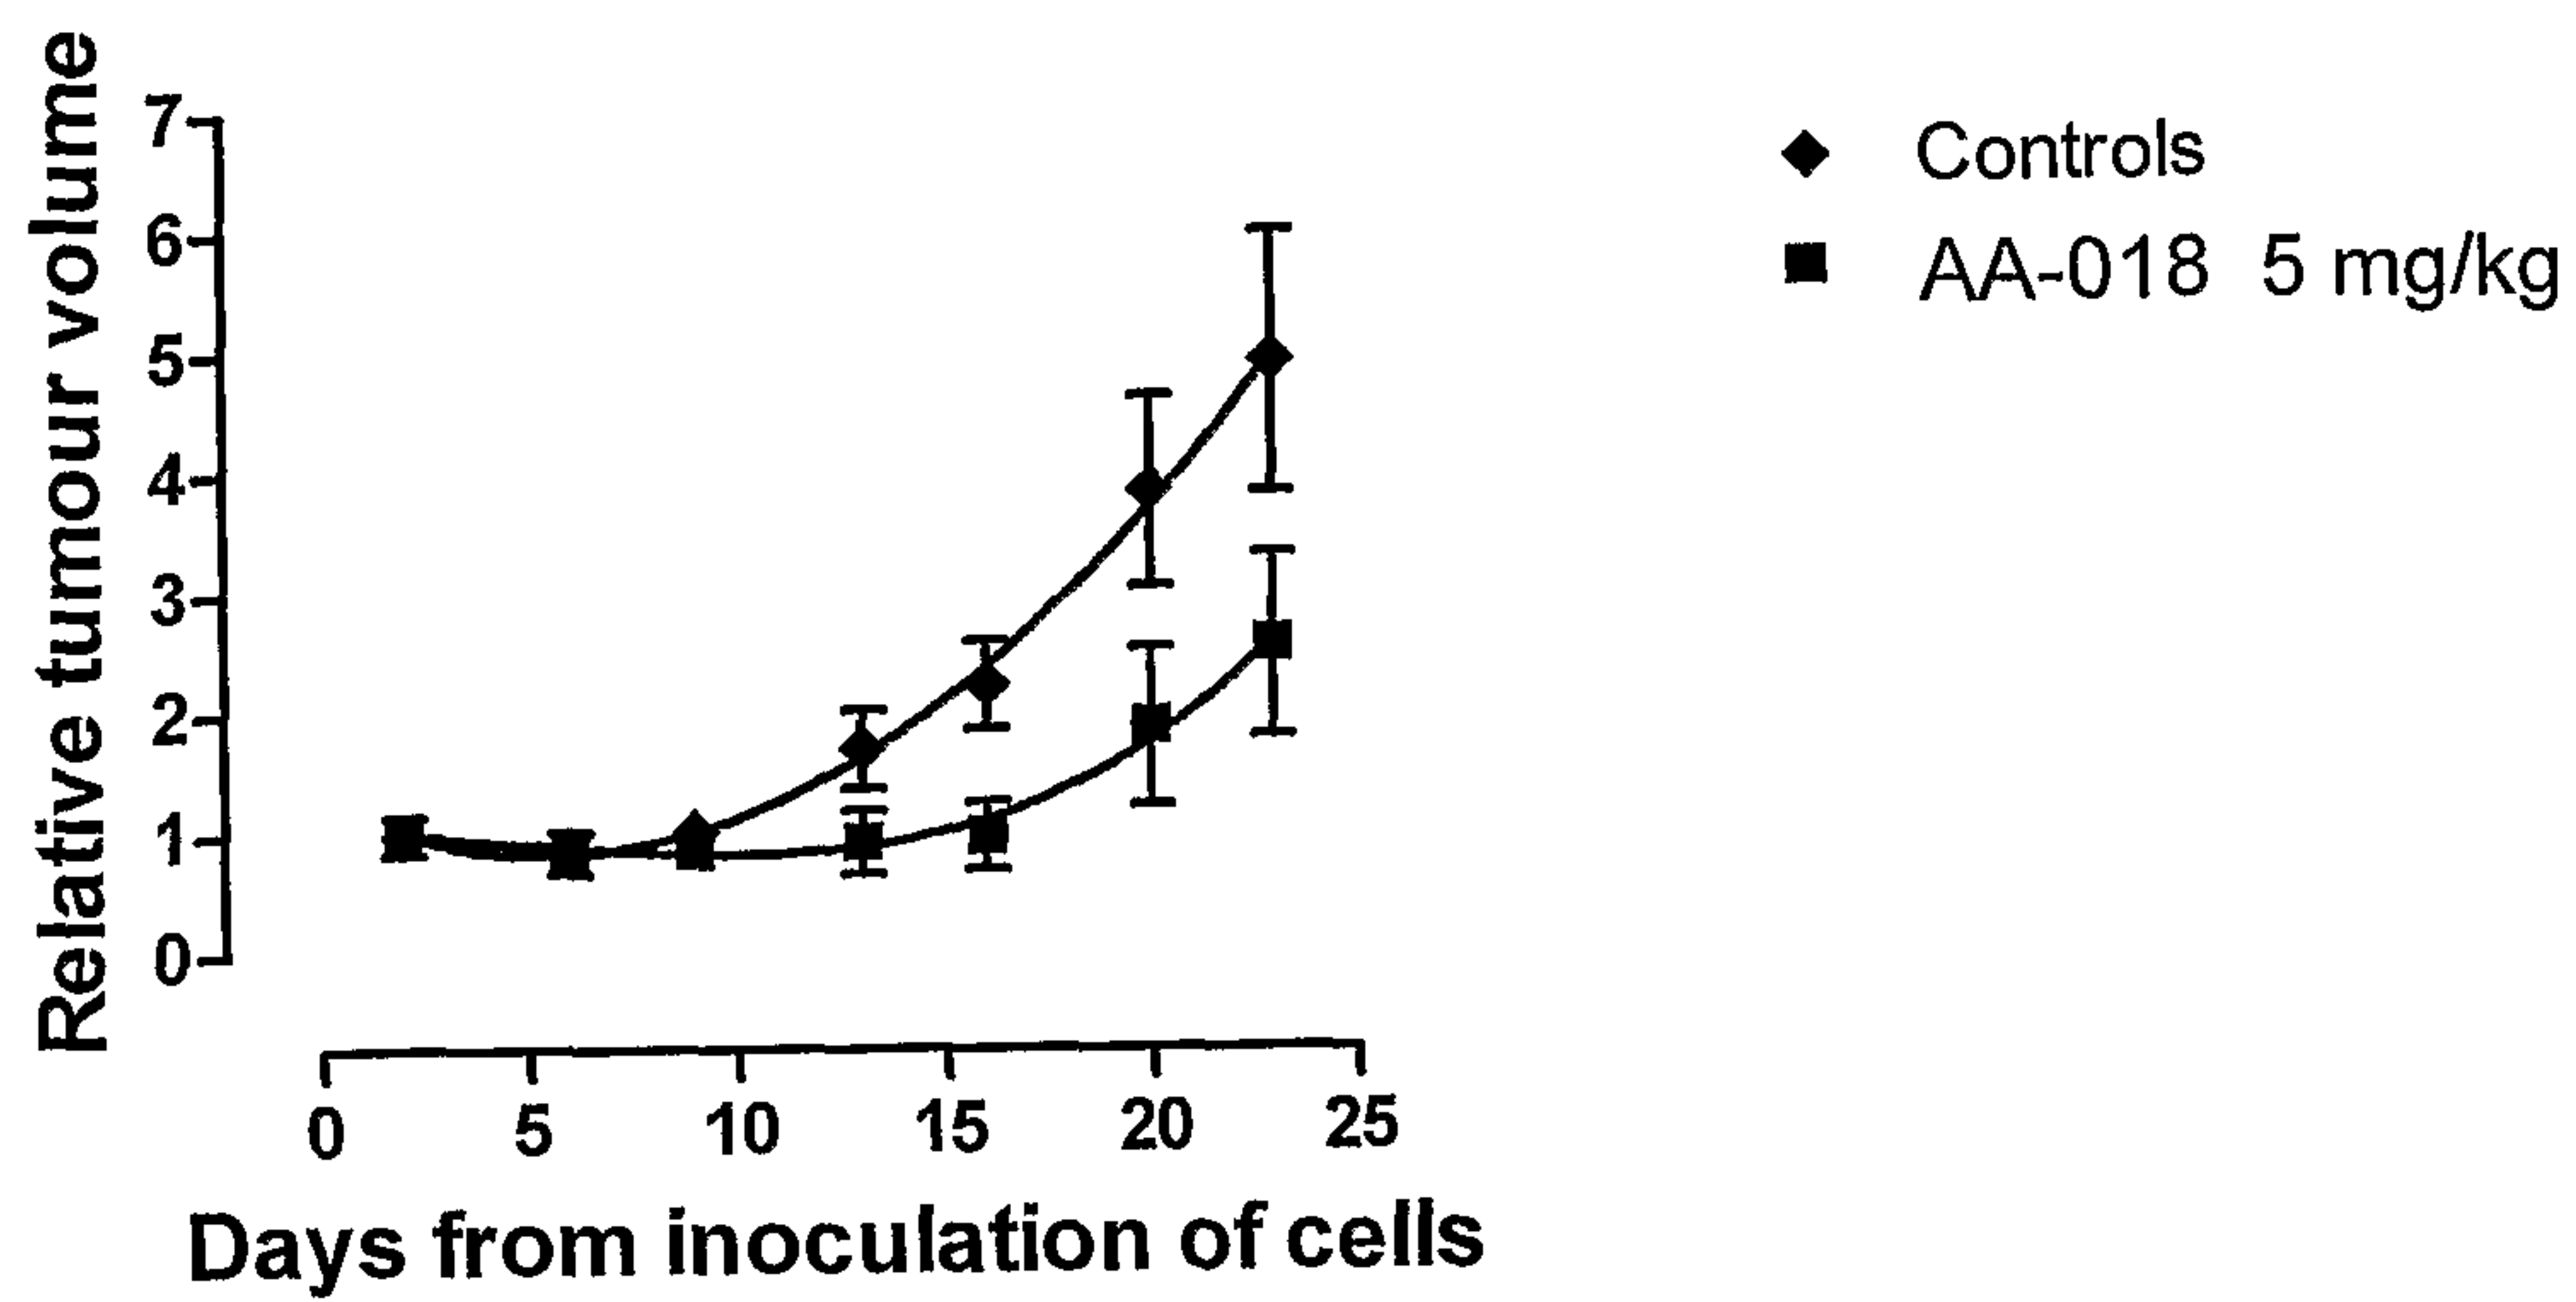 Relative tumour volume
7
6
5
4
3
2
1
0
0 5 10 15 20 25
Days from inoculation of cells
Controls
AA-018 5 mg/kg